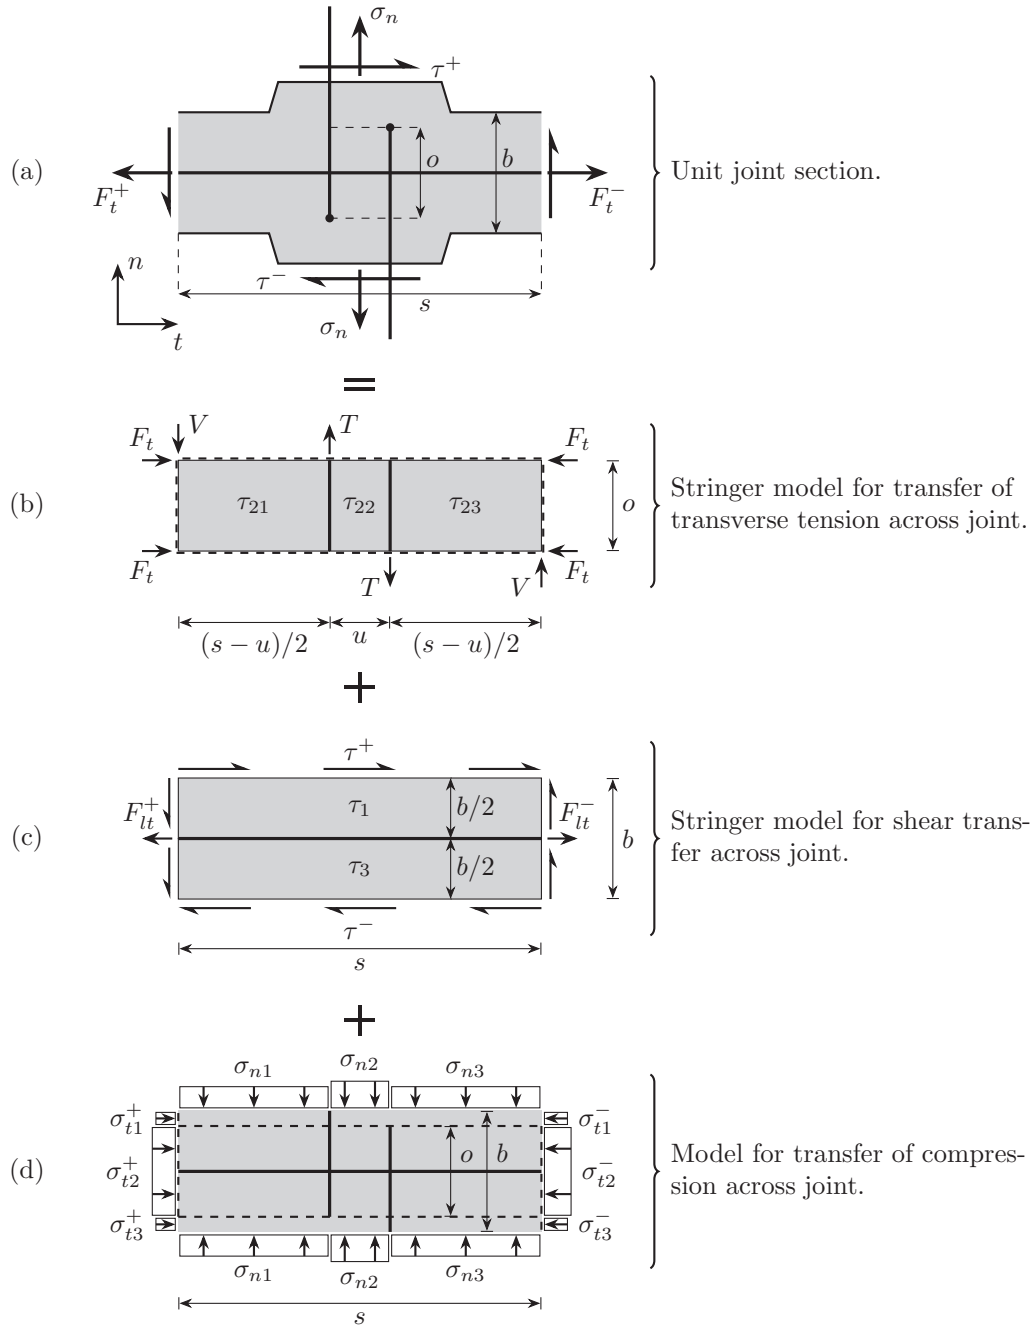 σn
τ+
(a)
o
b
Unit joint section.
Ft+
Ft−
n
τ−
s
σn
t
=
V
T
Ft
Ft
(b)
τ21
τ22
τ23
o
Stringer model for transfer of
transverse tension across joint.
Ft
T
V
Ft
(s − u)/2
u
(s − u)/2
+
τ+
Flt+
τ1
b/2
Flt−
(c)
b
Stringer model for shear trans-
fer across joint.
τ3
b/2
τ−
s
+
σn1
σn2
σn3
σt1+
σt1−
(d)
σt2+
o
b
σt2−
Model for transfer of compres-
sion across joint.
σt3+
σt3−
σn1
σn2
σn3
s